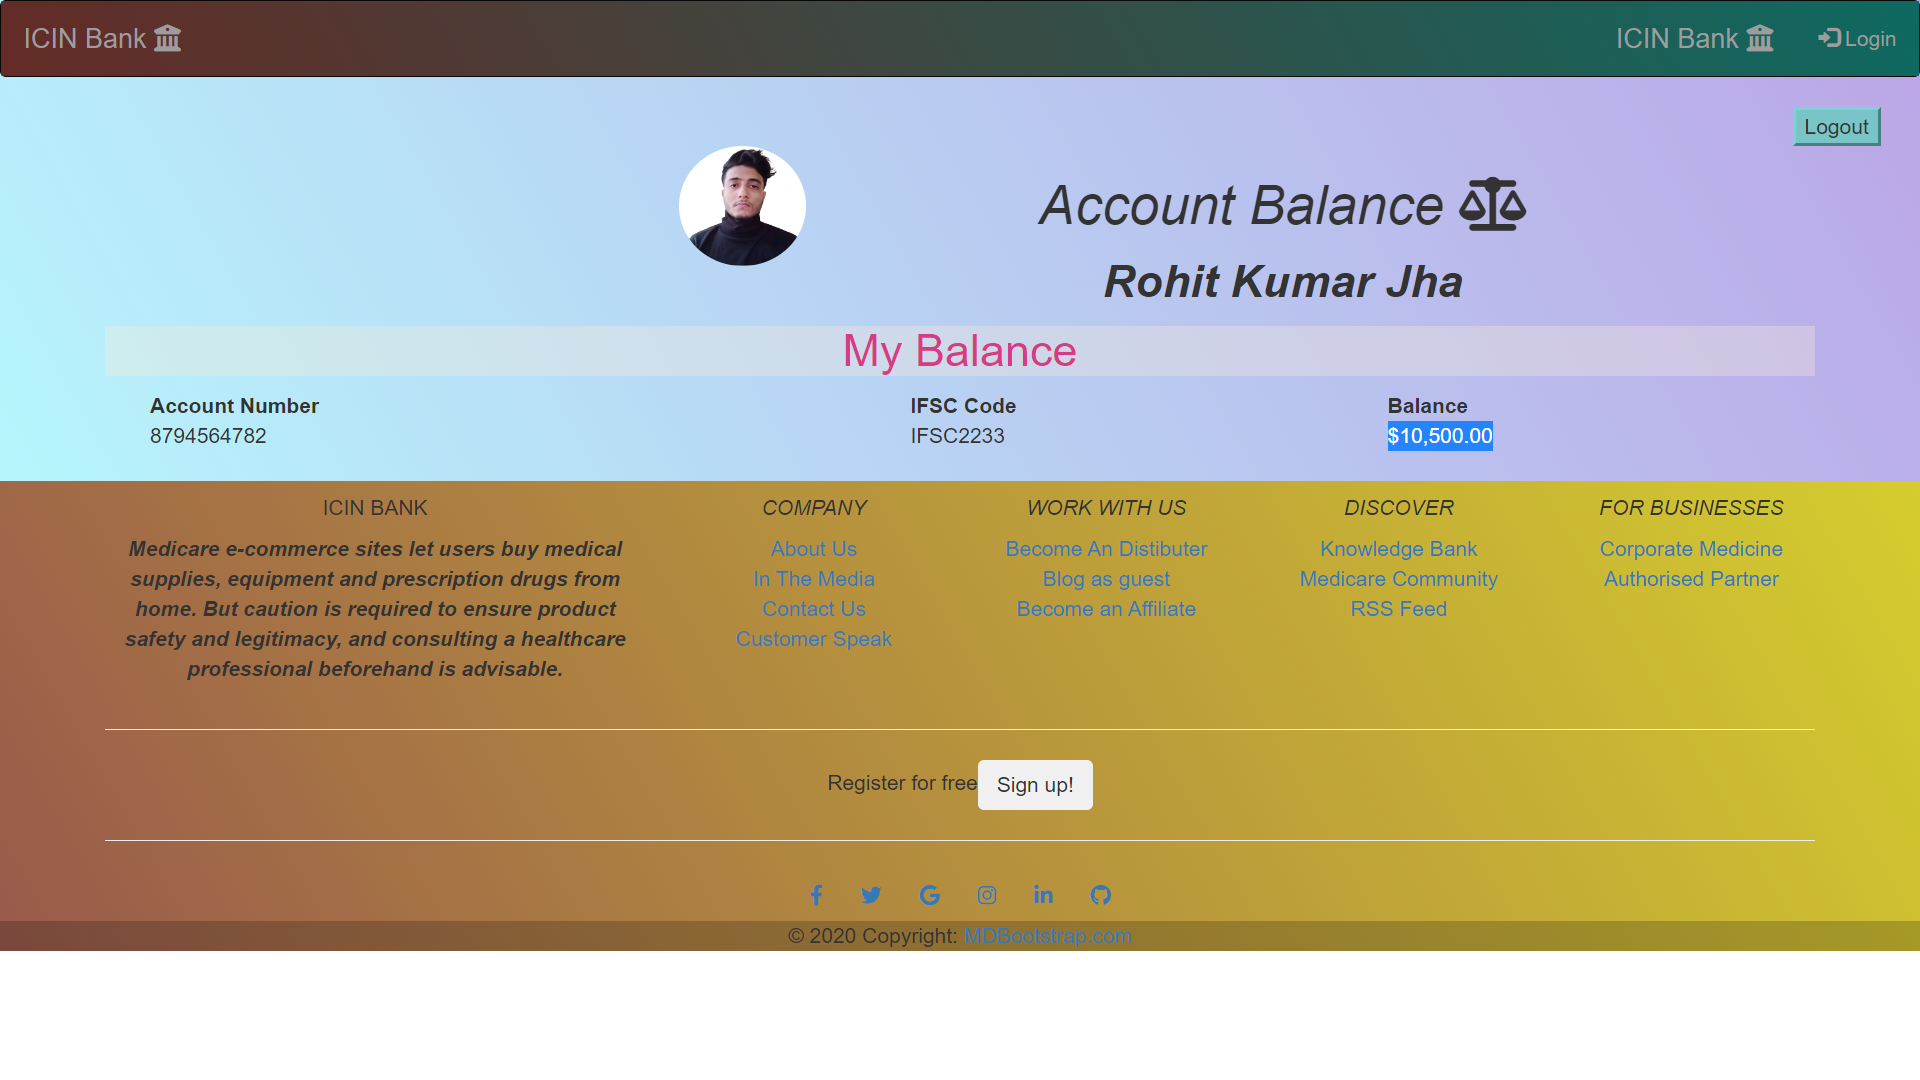 ICIN Bank
ICIN Bank
Login
Logout
Account Balance
Rohit Kumar Jha
My Balance
Account Number IFSC Code Balance
8794564782 IFSC2233 $10,500.00
ICIN BANK
Medicare e-commerce sites let users buy medical
supplies, equipment and prescription drugs from
home. But caution is required to ensure product
safety and legitimacy, and consulting a healthcare
professional beforehand is advisable.
COMPANY
About Us
In The Media
Contact Us
Customer Speak
WORK WITH US
Become An Distibuter
Blog as guest
Become an Affiliate
DISCOVER
Knowledge Bank
Medicare Community
RSS Feed
FOR BUSINESSES
Corporate Medicine
Authorised Partner
Register for free Sign up!
© 2020 Copyright: MDBootstrap.com